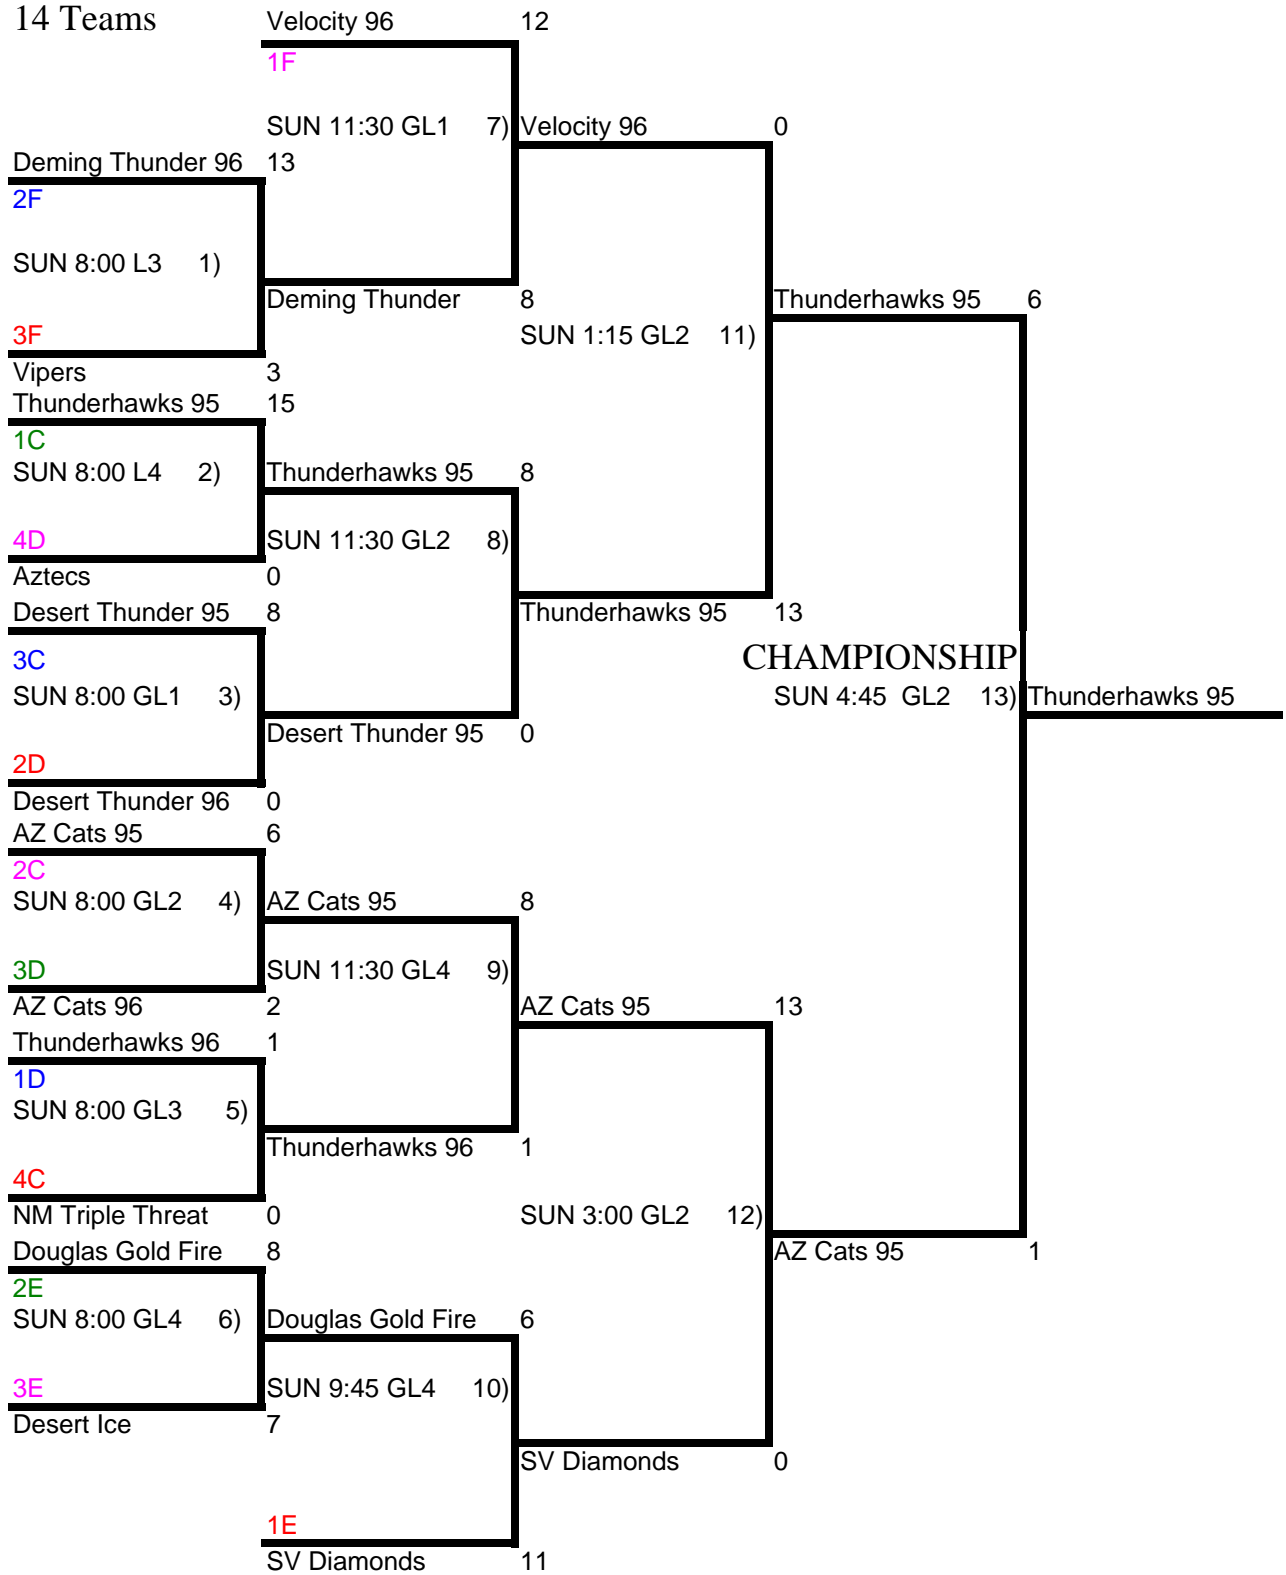 14 Teams
Velocity 96 12
1F
SUN 11:30 GL1 7) Velocity 96 0
Deming Thunder 96 13
2F
SUN 8:00 L3 1)
Deming Thunder 8 Thunderhawks 95 6
3F SUN 1:15 GL2 11)
Vipers 3
Thunderhawks 95 15
1C
SUN 8:00 L4 2) Thunderhawks 95 8
4D SUN 11:30 GL2 8)
Aztecs 0
Desert Thunder 95 8 Thunderhawks 95 13
3C CHAMPIONSHIP
SUN 8:00 GL1 3) SUN 4:45 GL2 13) Thunderhawks 95
Desert Thunder 95 0
2D
Desert Thunder 96 0
AZ Cats 95 6
2C
SUN 8:00 GL2 4) AZ Cats 95 8
3D SUN 11:30 GL4 9)
AZ Cats 96 2 AZ Cats 95 13
Thunderhawks 96 1
1D
SUN 8:00 GL3 5)
Thunderhawks 96 1
4C
NM Triple Threat 0 SUN 3:00 GL2 12)
Douglas Gold Fire 8 AZ Cats 95 1
2E
SUN 8:00 GL4 6) Douglas Gold Fire 6
3E SUN 9:45 GL4 10)
Desert Ice 7
SV Diamonds 0
1E
SV Diamonds 11